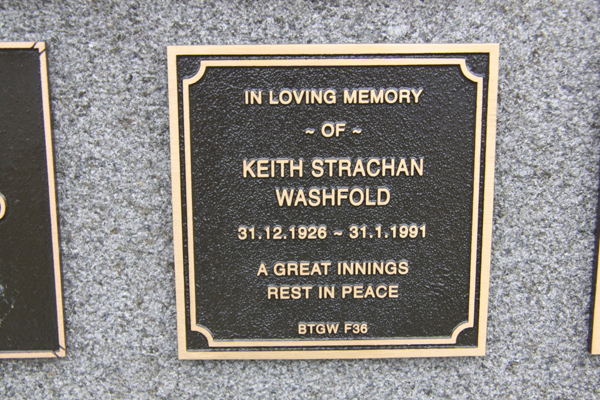 IN LOVING MEMORY
~ OF ~
KEITH STRACHAN
WASHFOLD
31.12.1926 ~ 31.1.1991
A GREAT INNINGS
REST IN PEACE
BTGW F36